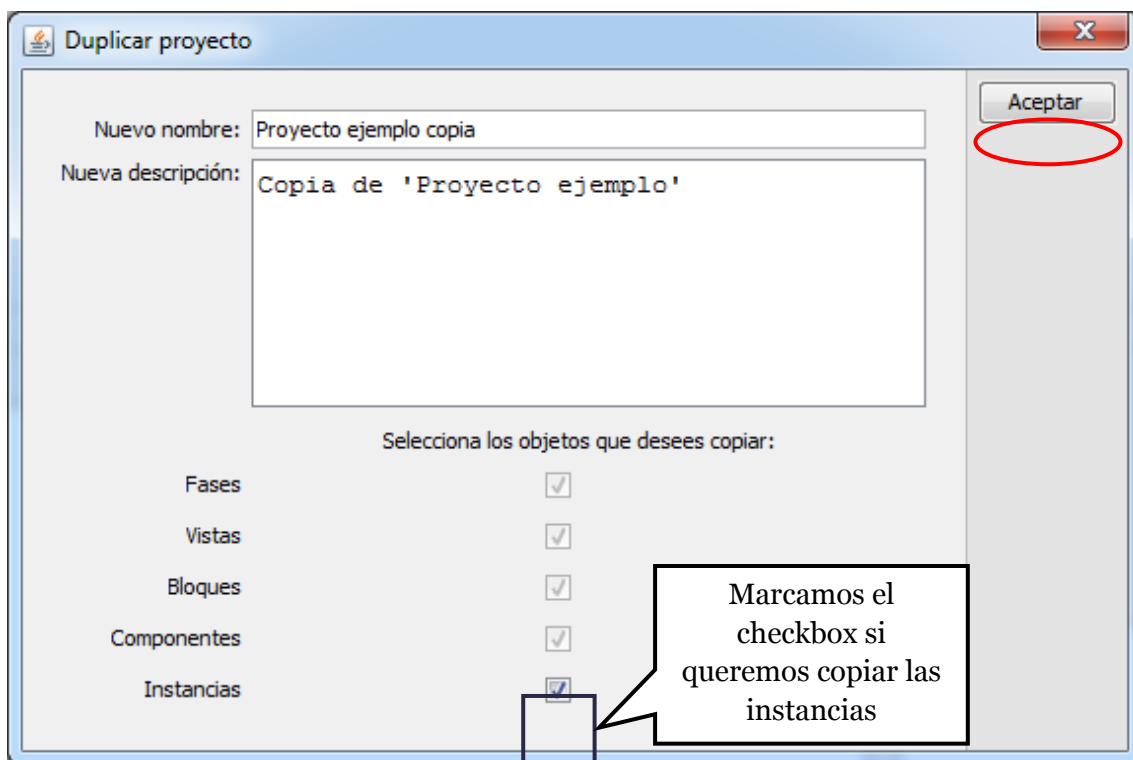 Duplicar proyecto
Aceptar
Nuevo nombre: Proyecto ejemplo copia
Nueva descripción: Copia de 'Proyecto ejemplo'
Selecciona los objetos que desees copiar:
Fases
Vistas
Bloques
Componentes
Instancias
Marcamos el
checkbox si
queremos copiar las
instancias